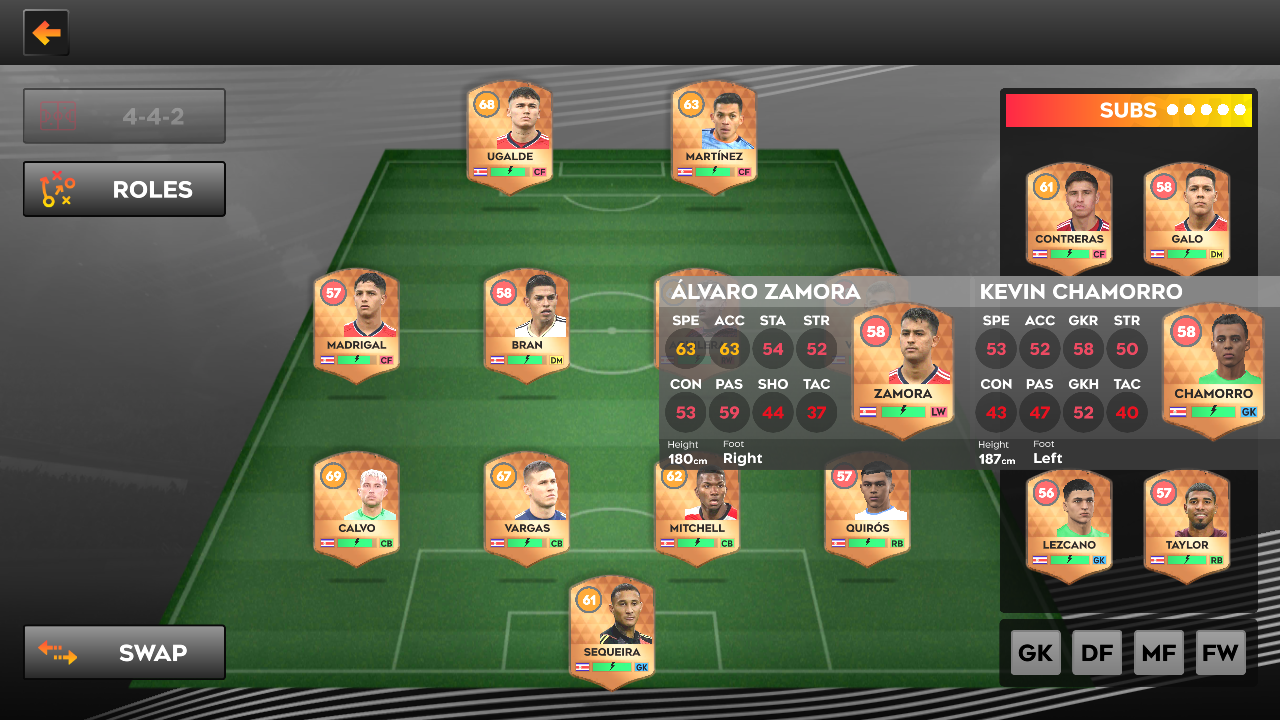 4-4-2
ROLES
SWAP
68
UGALDE
CF
63
MARTÍNEZ
CF
57
MADRIGAL
CF
58
BRAN
DM
69
CALVO
CB
67
VARGAS
CB
62
MITCHELL
CB
57
QUIRÓS
RB
61
SEQUEIRA
GK
SUBS
61
CONTRERAS
CF
58
GALO
DM
ÁLVARO ZAMORA
SPE ACC STA STR
63 63 54 52
CON PAS SHO TAC
53 59 44 37
Height Foot
180cm Right
58
ZAMORA
LW
KEVIN CHAMORRO
SPE ACC GKR STR
53 52 58 50
CON PAS GKH TAC
43 47 52 40
Height Foot
187cm Left
58
CHAMORRO
GK
56
LEZCANO
GK
57
TAYLOR
RB
GK DF MF FW